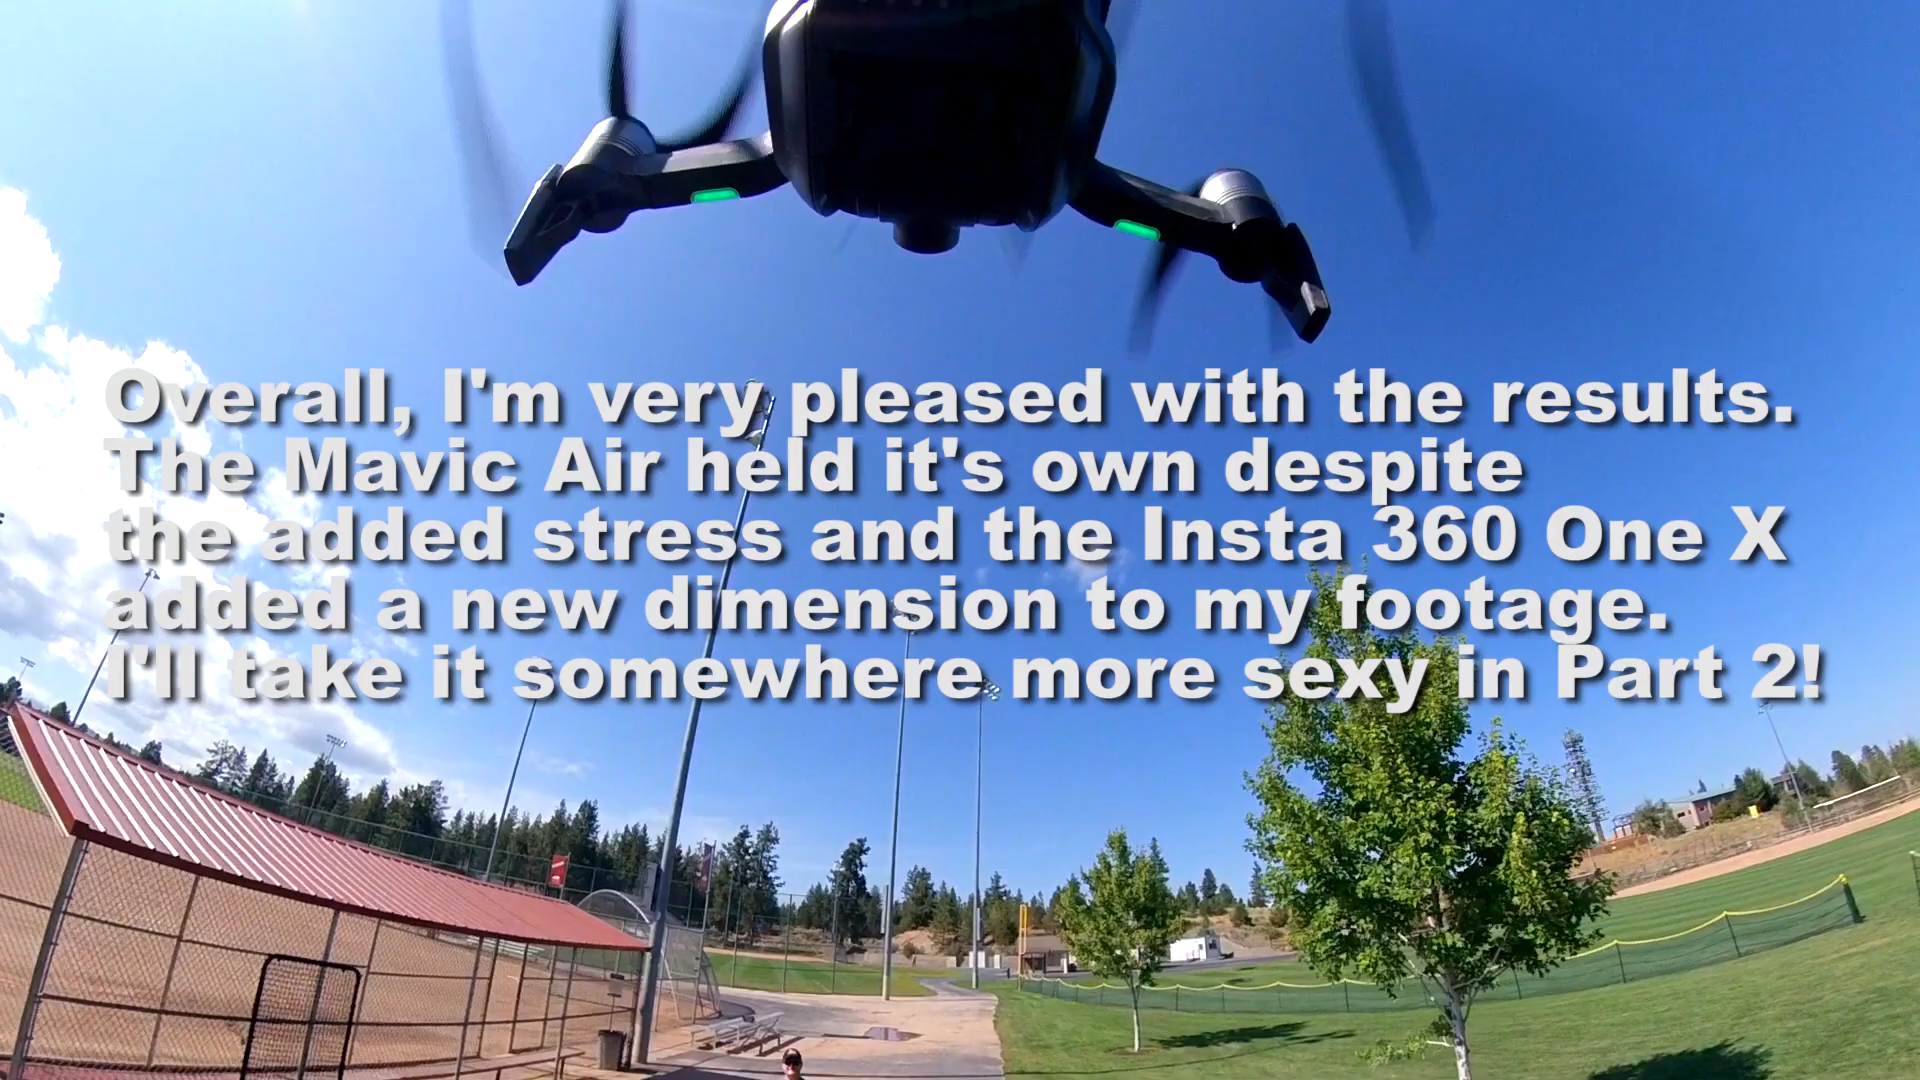 Overall, I'm very pleased with the results.
The Mavic Air held it's own despite
the added stress and the Insta 360 One X
added a new dimension to my footage.
I'll take it somewhere more sexy in Part 2!